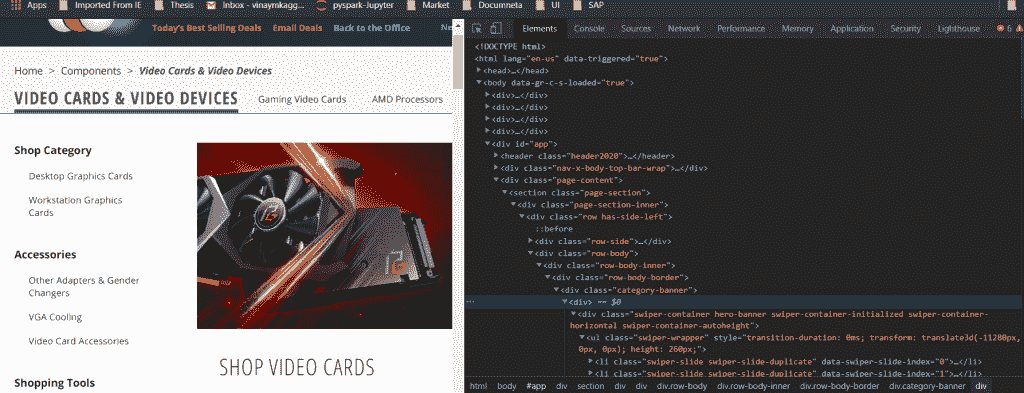 Apps Imported From IE Thesis Inbox - vinaymkagg... pyspark-Jupyter Market Documneta UI SAP
Today's Best Selling Deals Email Deals Back to the Office
Home > Components > Video Cards & Video Devices
VIDEO CARDS & VIDEO DEVICES Gaming Video Cards AMD Processors
Shop Category
Desktop Graphics Cards
Workstation Graphics
Cards
Accessories
Other Adapters & Gender
Changers
VGA Cooling
Video Card Accessories
Shopping Tools
SHOP VIDEO CARDS
Elements Console Sources Network Performance Memory Application Security Lighthouse 6
<!DOCTYPE html>
<html lang="en-us" data-triggered="true">
<head>…</head>
<body data-gr-c-s-loaded="true">
<div>…</div>
<div>…</div>
<div>…</div>
<div>…</div>
<div id="app">
<header class="header2020">…</header>
<div class="nav-x-body-top-bar-wrap">…</div>
<div class="page-content">
<section class="page-section">
<div class="page-section-inner">
<div class="row has-side-left">
::before
<div class="row-side">…</div>
<div class="row-body">
<div class="row-body-inner">
<div class="row-body-border">
<div class="category-banner">
<div> == $0
<div class="swiper-container hero-banner swiper-container-initialized swiper-container-
horizontal swiper-container-autoheight">
<ul class="swiper-wrapper" style="transition-duration: 0ms; transform: translate3d(-11280px,
0px, 0px); height: 260px;">
<li class="swiper-slide swiper-slide-duplicate" data-swiper-slide-index="0">…</li>
<li class="swiper-slide swiper-slide-duplicate" data-swiper-slide-index="1">…</li>
html body #app div section div div div.row-body div.row-body-inner div.row-body-border div.category-banner div